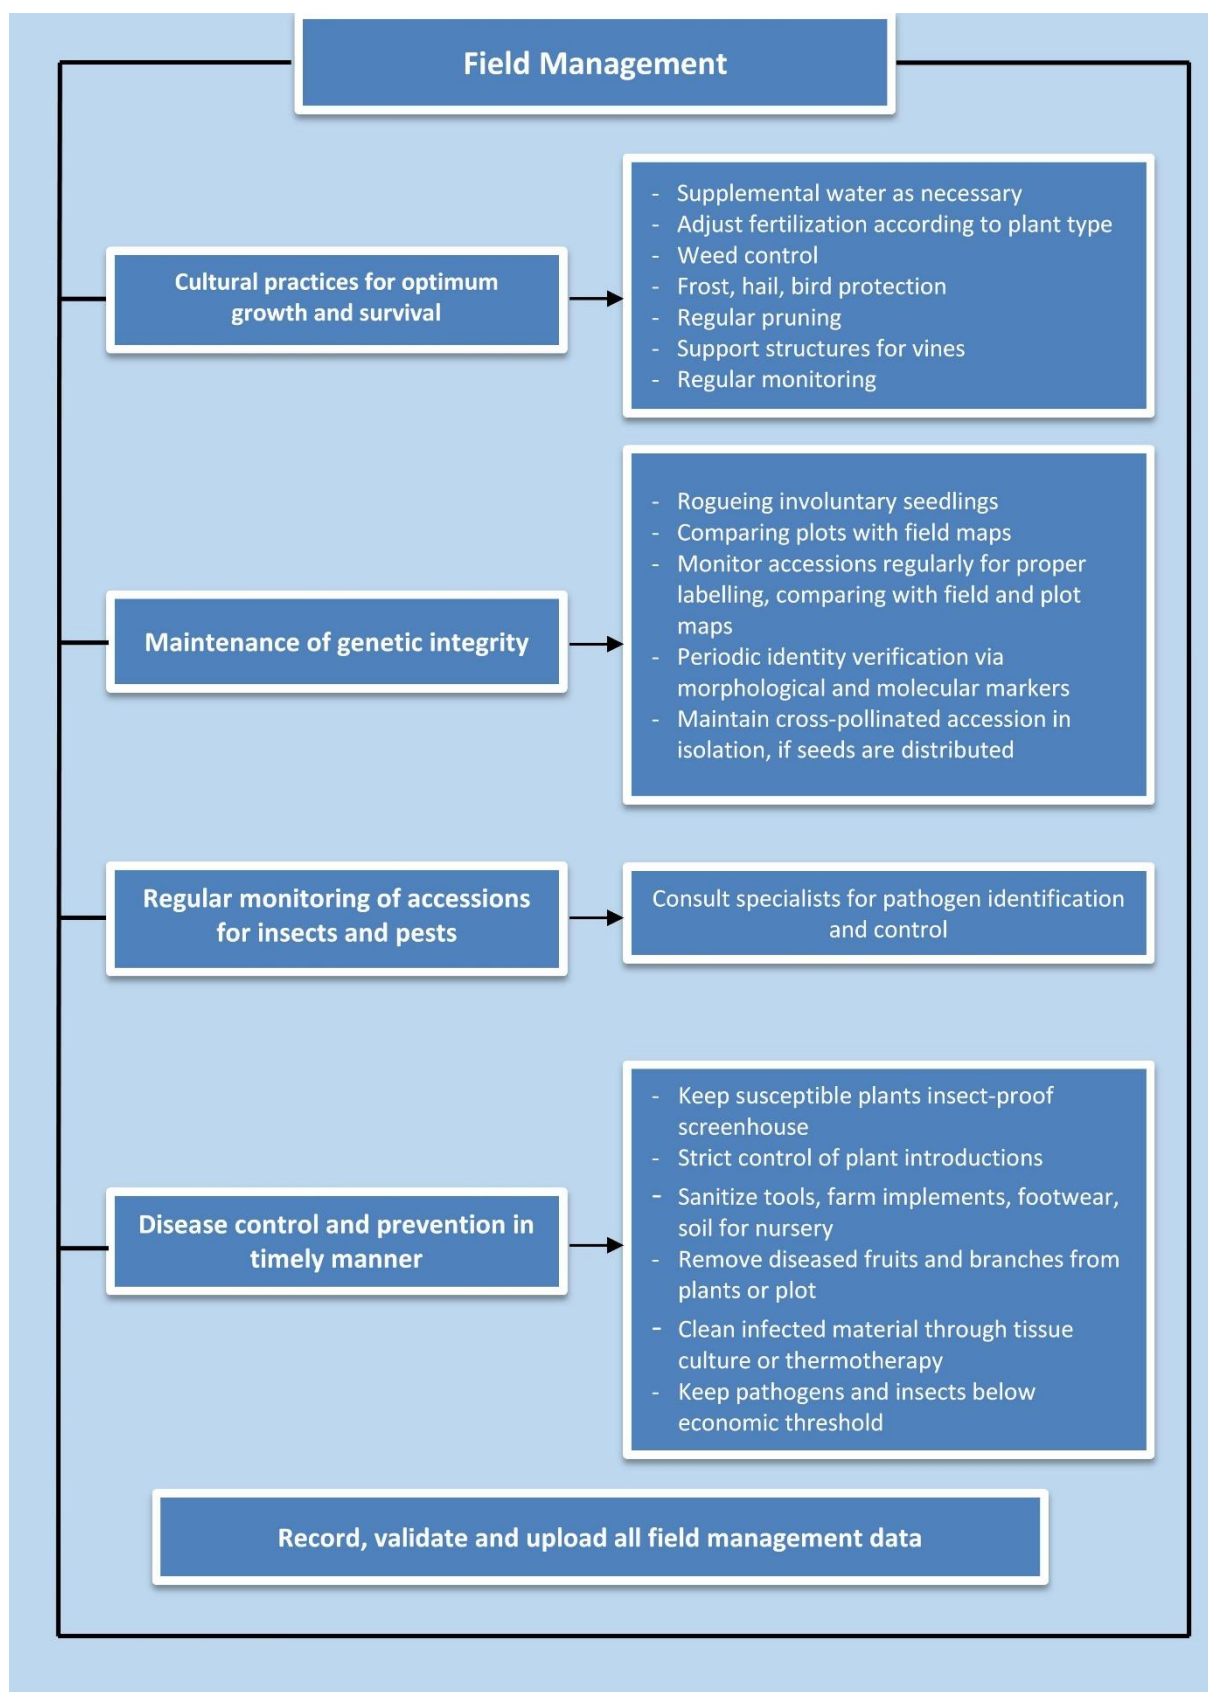 Field Management
Cultural practices for optimum
growth and survival
- Supplemental water as necessary
- Adjust fertilization according to plant type
- Weed control
- Frost, hail, bird protection
- Regular pruning
- Support structures for vines
- Regular monitoring
Maintenance of genetic integrity
- Rogueing involuntary seedlings
- Comparing plots with field maps
- Monitor accessions regularly for proper
labelling, comparing with field and plot
maps
- Periodic identity verification via
morphological and molecular markers
- Maintain cross-pollinated accession in
isolation, if seeds are distributed
Regular monitoring of accessions
for insects and pests
Consult specialists for pathogen identification
and control
Disease control and prevention in
timely manner
- Keep susceptible plants insect-proof
screenhouse
- Strict control of plant introductions
- Sanitize tools, farm implements, footwear,
soil for nursery
- Remove diseased fruits and branches from
plants or plot
- Clean infected material through tissue
culture or thermotherapy
- Keep pathogens and insects below
economic threshold
Record, validate and upload all field management data